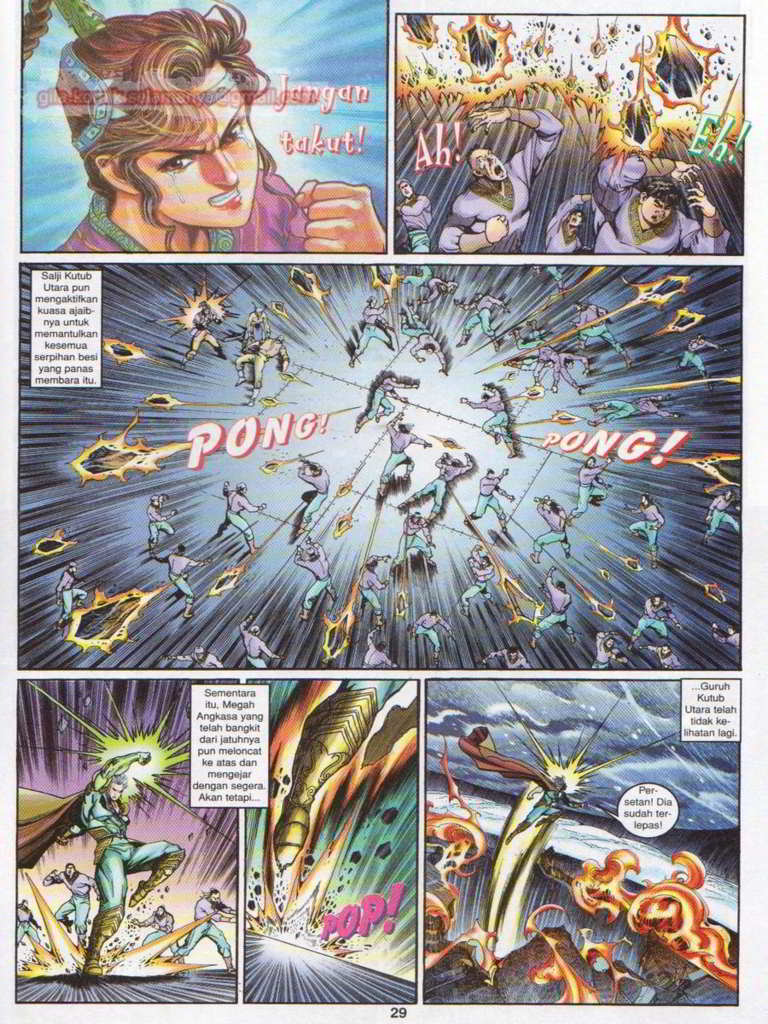 Jangan
takut!
Ah!
Eh!
Salji Kutub
Utara pun
mengaktifkan
kuasa ajaib-
nya untuk
memantulkan
kesemua
serpihan besi
yang panas
membara itu.
PONG!
PONG!
Sementara
itu, Megah
Angkasa yang
telah bangkit
dari jatuhnya
pun meloncat
ke atas dan
mengejar
dengan segera.
Akan tetapi...
POP!
...Guruh
Kutub
Utara telah
tidak ke-
lihatan lagi.
Per-
setan! Dia
sudah ter-
lepas!
29